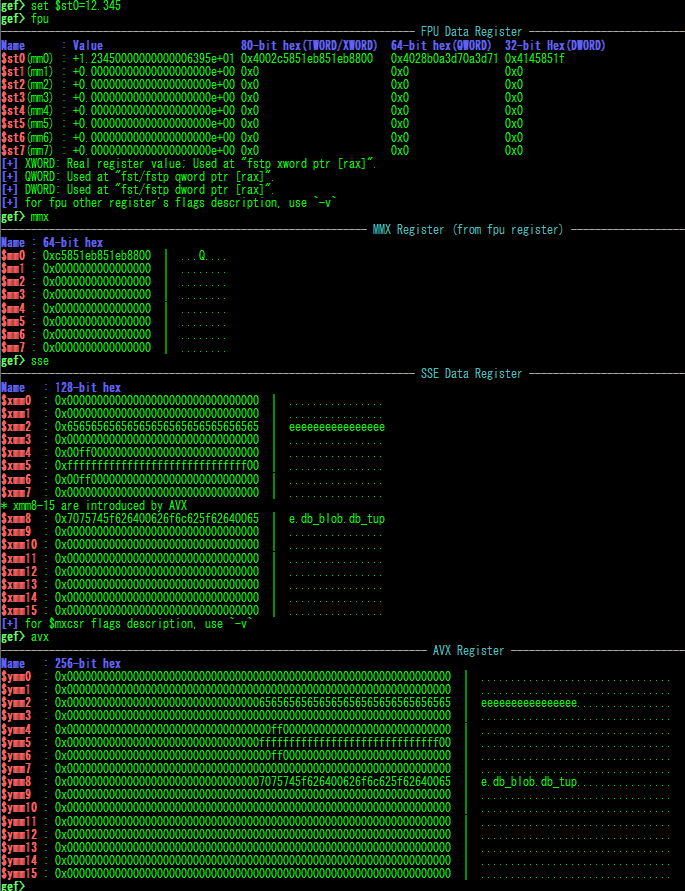 gef> set $st0=12.345
gef> fpu
FPU Data Register
Name : Value 80-bit hex(TWORD/XWORD) 64-bit hex(QWORD) 32-bit Hex(DWORD)
$st0(mm0) : +1.23450000000000006395e+01 0x4002c5851eb851eb8800 0x4028b0a3d70a3d71 0x4145851f
$st1(mm1) : +0.00000000000000000000e+00 0x0 0x0 0x0
$st2(mm2) : +0.00000000000000000000e+00 0x0 0x0 0x0
$st3(mm3) : +0.00000000000000000000e+00 0x0 0x0 0x0
$st4(mm4) : +0.00000000000000000000e+00 0x0 0x0 0x0
$st5(mm5) : +0.00000000000000000000e+00 0x0 0x0 0x0
$st6(mm6) : +0.00000000000000000000e+00 0x0 0x0 0x0
$st7(mm7) : +0.00000000000000000000e+00 0x0 0x0 0x0
[+] XWORD: Real register value: Used at "fstp xword ptr [rax]".
[+] QWORD: Used at "fst/fstp qword ptr [rax]".
[+] DWORD: Used at "fst/fstp dword ptr [rax]".
[+] for fpu other register's flags description, use `-v`
gef> mmx
MMX Register (from fpu register)
Name : 64-bit hex
$mm0 : 0xc5851eb851eb8800 | ....Q....
$mm1 : 0x0000000000000000 | ........
$mm2 : 0x0000000000000000 | ........
$mm3 : 0x0000000000000000 | ........
$mm4 : 0x0000000000000000 | ........
$mm5 : 0x0000000000000000 | ........
$mm6 : 0x0000000000000000 | ........
$mm7 : 0x0000000000000000 | ........
gef> sse
SSE Data Register
Name : 128-bit hex
$xmm0 : 0x00000000000000000000000000000000 | ................
$xmm1 : 0x00000000000000000000000000000000 | ................
$xmm2 : 0x65656565656565656565656565656565 | eeeeeeeeeeeeeeee
$xmm3 : 0x00000000000000000000000000000000 | ................
$xmm4 : 0x00ff0000000000000000000000000000 | ................
$xmm5 : 0xffffffffffffffffffffffffffffff00 | ................
$xmm6 : 0x00ff0000000000000000000000000000 | ................
$xmm7 : 0x00000000000000000000000000000000 | ................
* xmm8-15 are introduced by AVX
$xmm8 : 0x7075745f626400626f6c625f62640065 | e.db_blob.db_tup
$xmm9 : 0x00000000000000000000000000000000 | ................
$xmm10 : 0x00000000000000000000000000000000 | ................
$xmm11 : 0x00000000000000000000000000000000 | ................
$xmm12 : 0x00000000000000000000000000000000 | ................
$xmm13 : 0x00000000000000000000000000000000 | ................
$xmm14 : 0x00000000000000000000000000000000 | ................
$xmm15 : 0x00000000000000000000000000000000 | ................
[+] for $mxcsr flags description, use `-v`
gef> avx
AVX Register
Name : 256-bit hex
$ymm0 : 0x0000000000000000000000000000000000000000000000000000000000000000 | ................................
$ymm1 : 0x0000000000000000000000000000000000000000000000000000000000000000 | ................................
$ymm2 : 0x0000000000000000000000000000000065656565656565656565656565656565 | eeeeeeeeeeeeeeee................
$ymm3 : 0x0000000000000000000000000000000000000000000000000000000000000000 | ................................
$ymm4 : 0x0000000000000000000000000000000000ff0000000000000000000000000000 | ................................
$ymm5 : 0x00000000000000000000000000000000ffffffffffffffffffffffffffffff00 | ................................
$ymm6 : 0x0000000000000000000000000000000000ff0000000000000000000000000000 | ................................
$ymm7 : 0x0000000000000000000000000000000000000000000000000000000000000000 | ................................
$ymm8 : 0x000000000000000000000000000000007075745f626400626f6c625f62640065 | e.db_blob.db_tup................
$ymm9 : 0x0000000000000000000000000000000000000000000000000000000000000000 | ................................
$ymm10 : 0x0000000000000000000000000000000000000000000000000000000000000000 | ................................
$ymm11 : 0x0000000000000000000000000000000000000000000000000000000000000000 | ................................
$ymm12 : 0x0000000000000000000000000000000000000000000000000000000000000000 | ................................
$ymm13 : 0x0000000000000000000000000000000000000000000000000000000000000000 | ................................
$ymm14 : 0x0000000000000000000000000000000000000000000000000000000000000000 | ................................
$ymm15 : 0x0000000000000000000000000000000000000000000000000000000000000000 | ................................
gef>